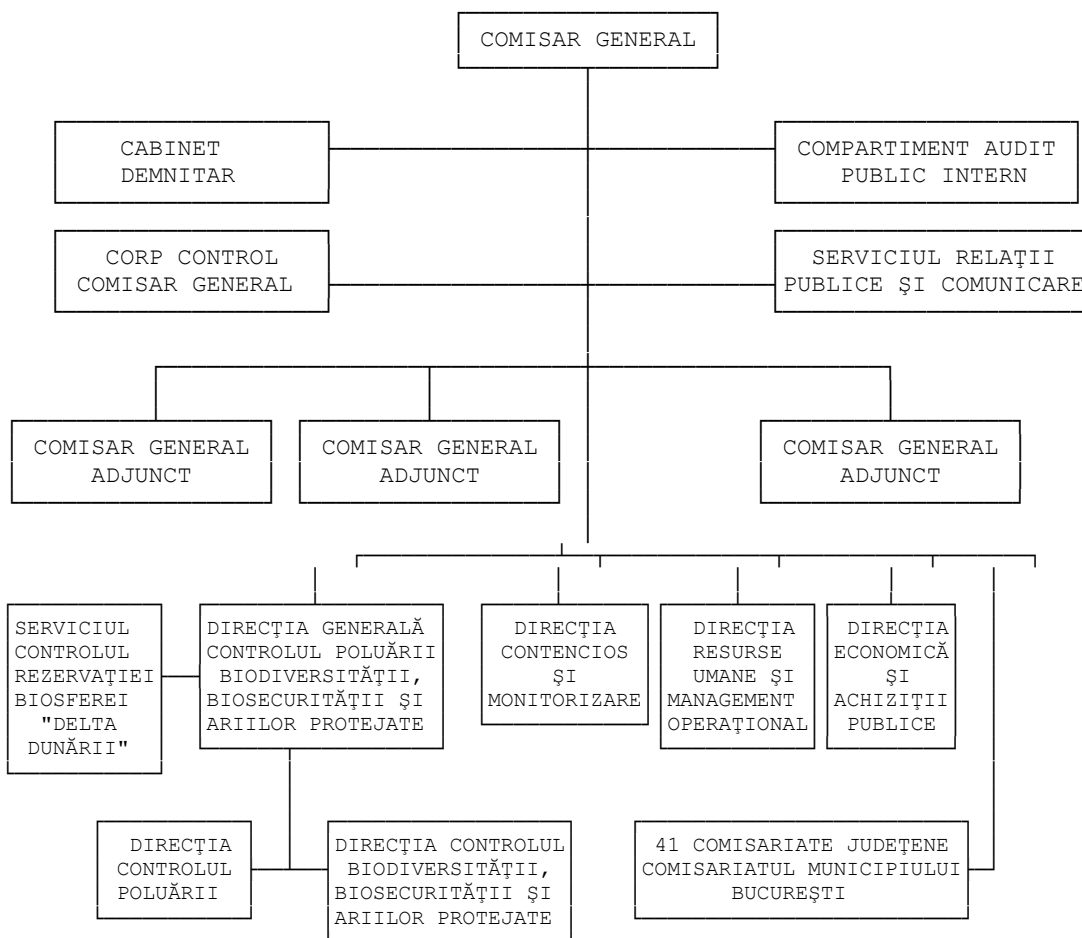 COMISAR GENERAL
CABINET
DEMNITAR
COMPARTIMENT AUDIT
PUBLIC INTERN
CORP CONTROL
COMISAR GENERAL
SERVICIUL RELAŢII
PUBLICE ŞI COMUNICARE
COMISAR GENERAL
ADJUNCT
COMISAR GENERAL
ADJUNCT
COMISAR GENERAL
ADJUNCT
SERVICIUL
CONTROLUL
REZERVAŢIEI
BIOSFEREI
"DELTA
DUNĂRII"
DIRECŢIA GENERALĂ
CONTROLUL POLUĂRII
BIODIVERSITĂŢII,
BIOSECURITĂŢII ŞI
ARIILOR PROTEJATE
DIRECŢIA
CONTENCIOS
ŞI
MONITORIZARE
DIRECŢIA
RESURSE
UMANE ŞI
MANAGEMENT
OPERAŢIONAL
DIRECŢIA
ECONOMICĂ
ŞI
ACHIZIŢII
PUBLICE
DIRECŢIA
CONTROLUL
POLUĂRII
DIRECŢIA CONTROLUL
BIODIVERSITĂŢII,
BIOSECURITĂŢII ŞI
ARIILOR PROTEJATE
41 COMISARIATE JUDEŢENE
COMISARIATUL MUNICIPIULUI
BUCUREŞTI